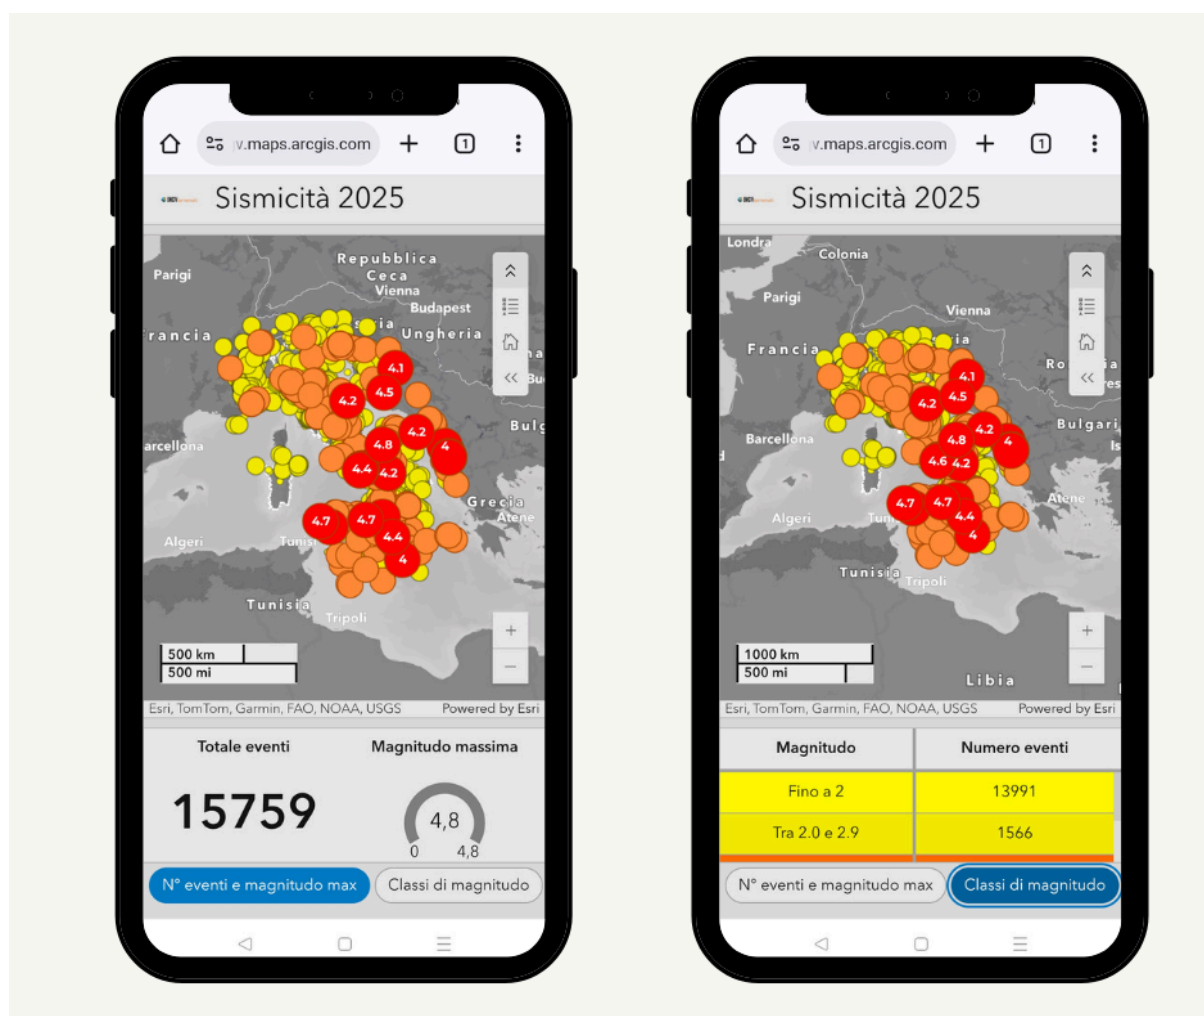 v.maps.arcgis.com
1
Sismicità 2025
Repubblica
Ceca
Parigi
Vienna
Budapest
Ungheria
rancia
4.1
4.5
4.2
4.2
Bulg
arcellona
4.8
4
4.4
4.2
Grecia
Atene
4.7
4.7
4.4
Algeri
Tunisi
4
Tunisia
Tripoli
+
500 km
500 mi
−
Esri, TomTom, Garmin, FAO, NOAA, USGS
Powered by Esri
Totale eventi
Magnitudo massima
15759
4,8
0
4,8
N° eventi e magnitudo max
Classi di magnitudo
v.maps.arcgis.com
1
Sismicità 2025
Londra
Colonia
Parigi
Vienna
Francia
4.1
4.5
4.2
4.2
Bulgari
Barcellona
4.8
4
4.6
4.2
Atene
4.7
4.7
4.4
Algeri
4
Tunisia
Tripoli
+
1000 km
500 mi
−
Libia
Esri, TomTom, Garmin, FAO, NOAA, USGS
Powered by Esri
Magnitudo
Numero eventi
Fino a 2
13991
Tra 2.0 e 2.9
1566
N° eventi e magnitudo max
Classi di magnitudo